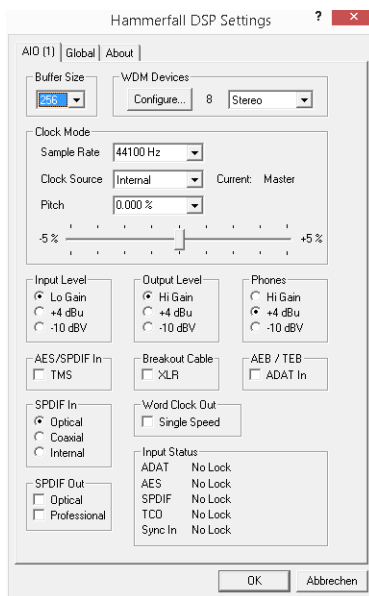 Hammerfall DSP Settings ? X
AIO (1) Global About
Buffer Size
256
WDM Devices
Configure... 8 Stereo
Clock Mode
Sample Rate 44100 Hz
Clock Source Internal Current: Master
Pitch 0.000 %
-5 % +5 %
Input Level
Lo Gain
+4 dBu
-10 dBV
Output Level
Hi Gain
+4 dBu
-10 dBV
Phones
Hi Gain
+4 dBu
-10 dBV
AES/SPDIF In
TMS
Breakout Cable
XLR
AEB / TEB
ADAT In
SPDIF In
Optical
Coaxial
Internal
Word Clock Out
Single Speed
SPDIF Out
Optical
Professional
Input Status
ADAT No Lock
AES No Lock
SPDIF No Lock
TCO No Lock
Sync In No Lock
OK Abbrechen